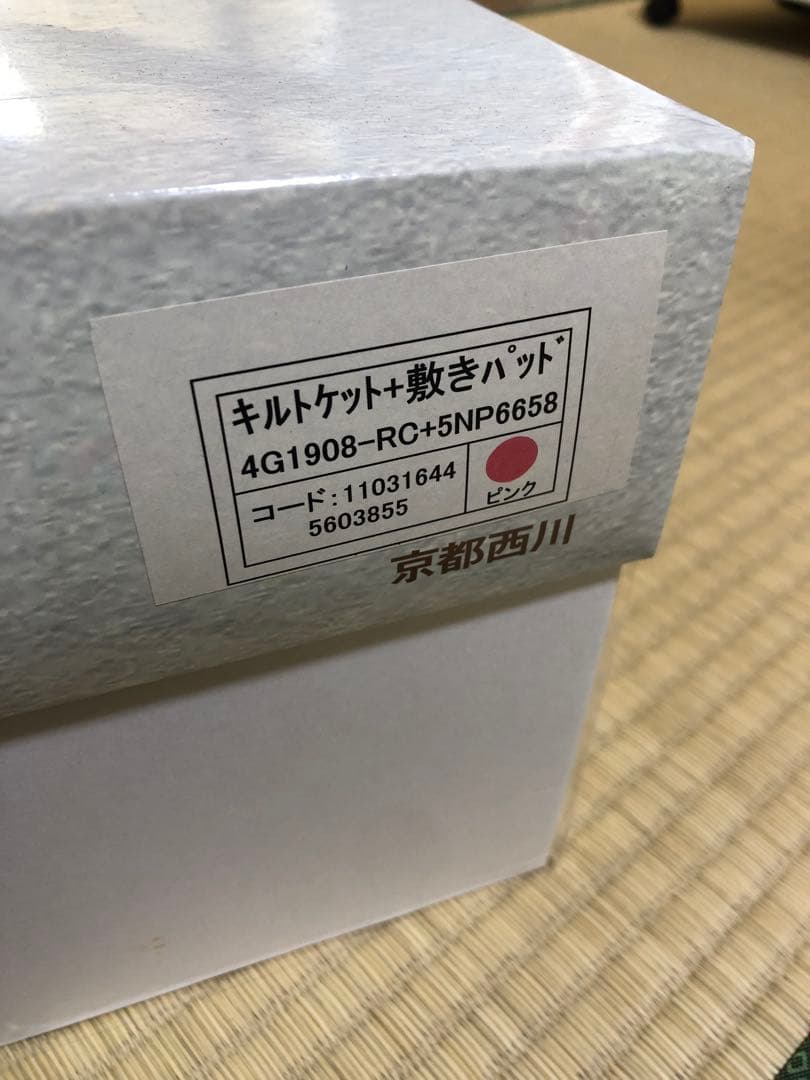 キルトケット+敷きパッド
4G1908-RC+5NP6658
コード:11031644
5603855
ピンク
京都西川